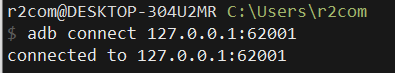 r2com@DESKTOP-304U2MR C:\Users\r2com
$ adb connect 127.0.0.1:62001
connected to 127.0.0.1:62001